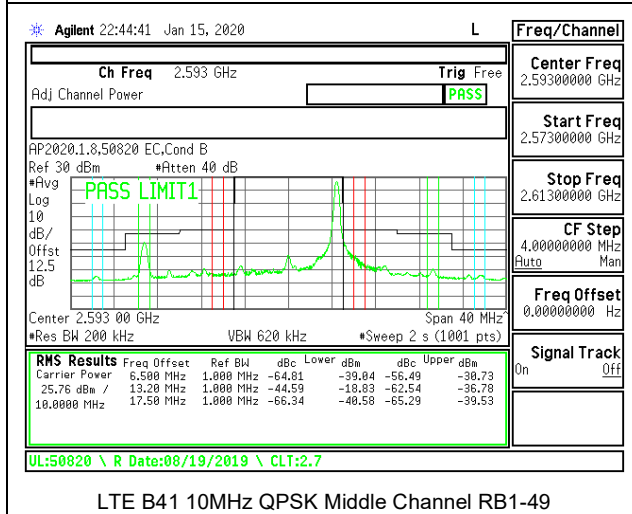 Agilent 22:44:41 Jan 15, 2020 L
Freq/Channel
Ch Freq 2.593 GHz Trig Free
Adj Channel Power PASS
AP2020.1.8,50820 EC,Cond B
Ref 30 dBm #Atten 40 dB
#Avg
Log
10
dB/
Offst
12.5
dB
PASS LIMIT1
Center 2.593 00 GHz Span 40 MHz^
#Res BW 200 kHz VBW 620 kHz #Sweep 2 s (1001 pts)
RMS Results Freq Offset Ref BW dBc Lower dBm dBc Upper dBm
Carrier Power 6.500 MHz 1.000 MHz -64.81 -39.04 -56.49 -30.73
25.76 dBm / 13.20 MHz 1.000 MHz -44.59 -18.83 -62.54 -36.78
10.0000 MHz 17.50 MHz 1.000 MHz -66.34 -40.58 -65.29 -39.53
UL:50820 \ R Date:08/19/2019 \ CLT:2.7
Center Freq
2.59300000 GHz
Start Freq
2.57300000 GHz
Stop Freq
2.61300000 GHz
CF Step
4.00000000 MHz
Auto Man
Freq Offset
0.00000000 Hz
Signal Track
On Off
LTE B41 10MHz QPSK Middle Channel RB1-49